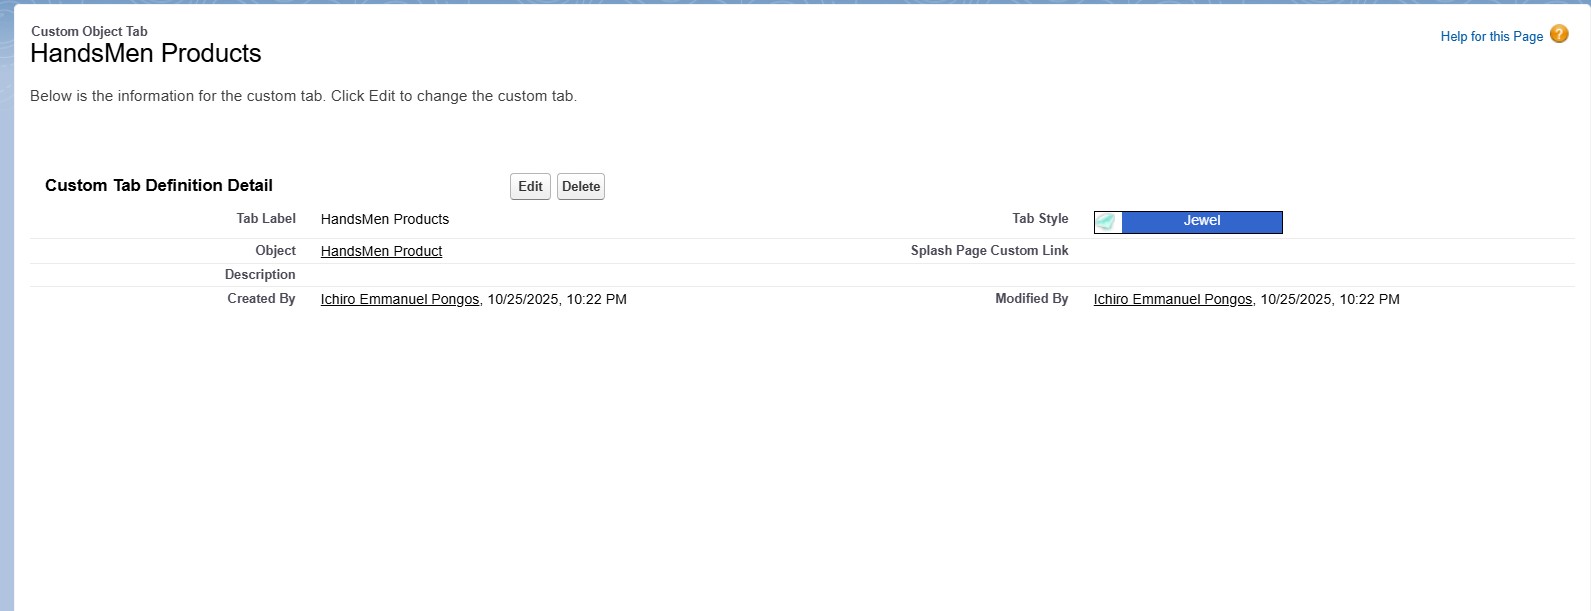 Custom Object Tab
HandsMen Products
Help for this Page ?
Below is the information for the custom tab. Click Edit to change the custom tab.
Custom Tab Definition Detail Edit Delete
Tab Label HandsMen Products Tab Style Jewel
Object HandsMen Product Splash Page Custom Link
Description
Created By Ichiro Emmanuel Pongos, 10/25/2025, 10:22 PM Modified By Ichiro Emmanuel Pongos, 10/25/2025, 10:22 PM